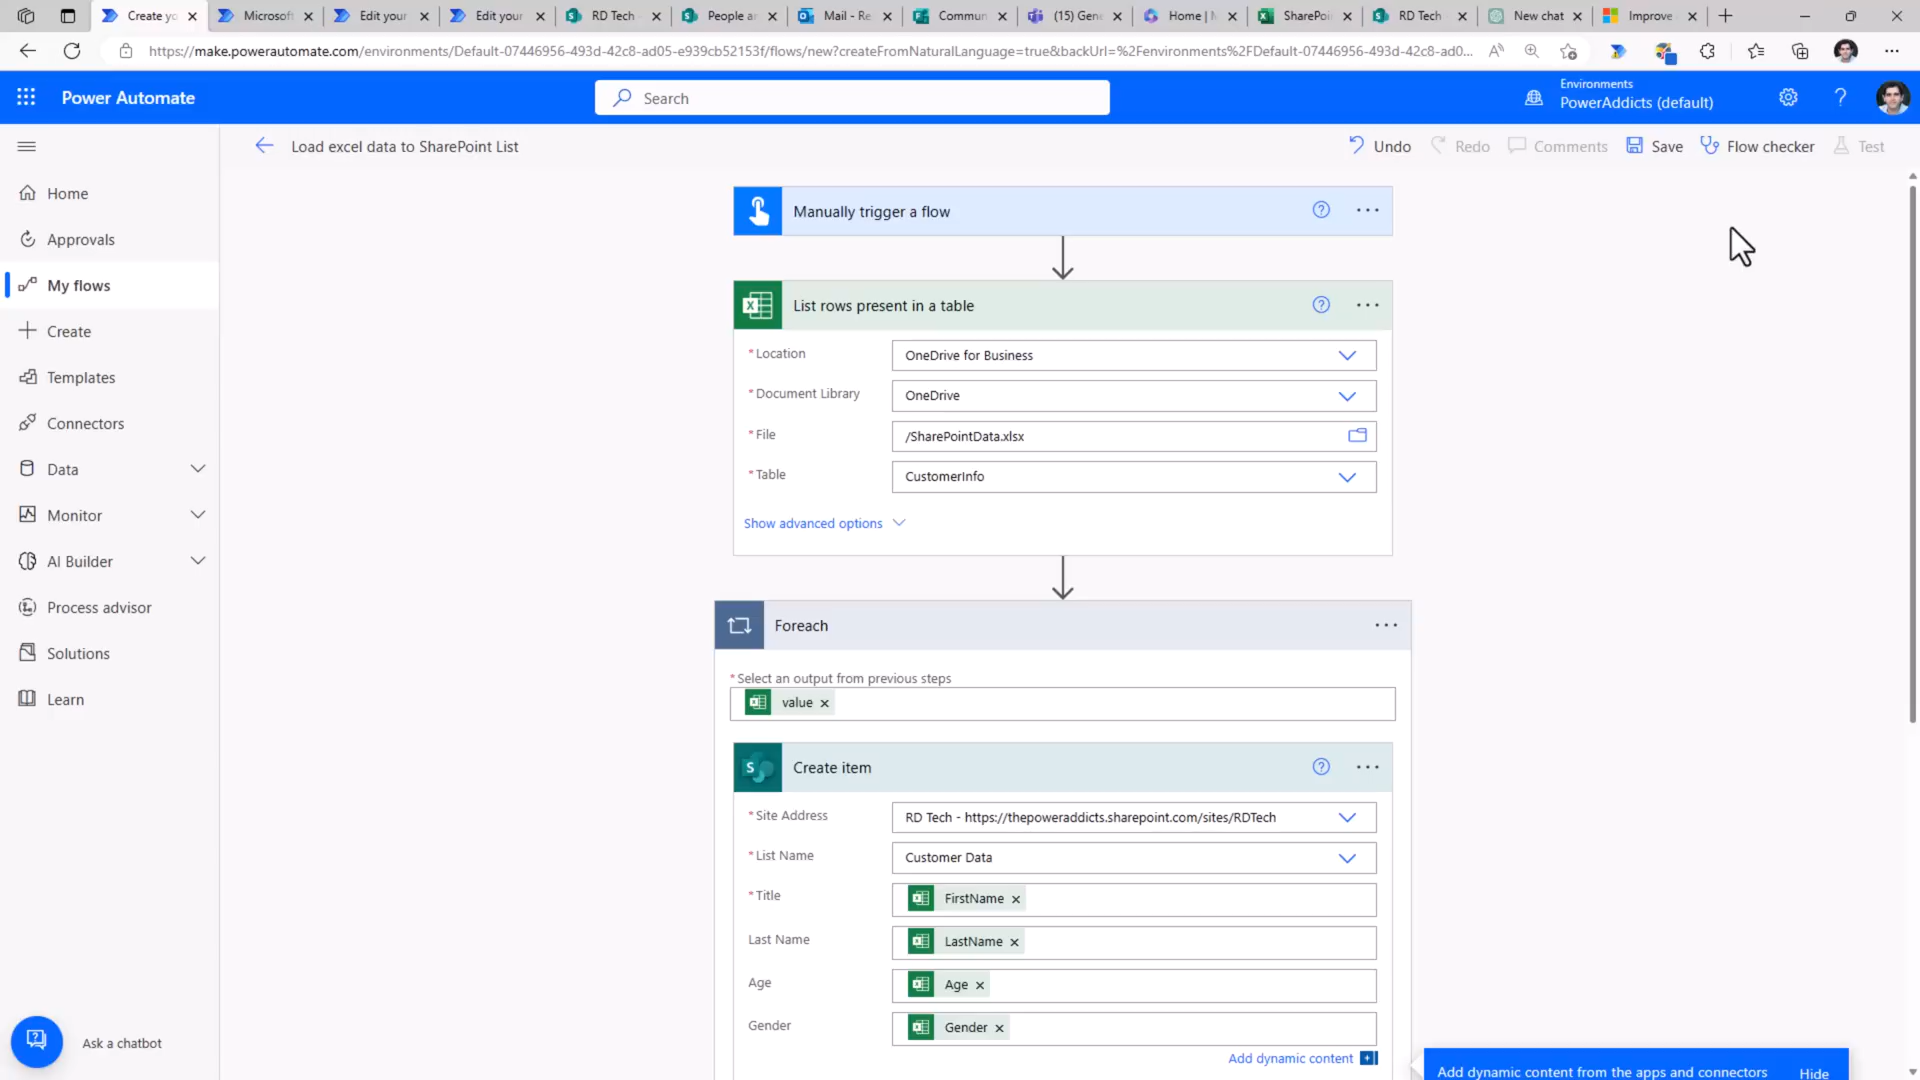 Create yo
Microsoft
Edit your
Edit your
RD Tech -
People a
Mail - Re
Commun
(15) Gen
Home | M
SharePoi
RD Tech
New chat
Improve
https://make.powerautomate.com/environments/Default-07446956-493d-42c8-ad05-e939cb52153f/flows/new?createFromNaturalLanguage=true&backUrl=%2Fenvironments%2FDefault-07446956-493d-42c8-ad0...
Power Automate
Search
Environments
PowerAddicts (default)
Load excel data to SharePoint List
Undo
Redo
Comments
Save
Flow checker
Test
Home
Approvals
My flows
Create
Templates
Connectors
Data
Monitor
AI Builder
Process advisor
Solutions
Learn
Ask a chatbot
Manually trigger a flow
List rows present in a table
* Location
OneDrive for Business
* Document Library
OneDrive
* File
/SharePointData.xlsx
* Table
CustomerInfo
Show advanced options
Foreach
* Select an output from previous steps
value
Create item
* Site Address
RD Tech - https://thepoweraddicts.sharepoint.com/sites/RDTech
* List Name
Customer Data
* Title
FirstName
Last Name
LastName
Age
Age
Gender
Gender
Add dynamic content
Add dynamic content from the apps and connectors
Hide